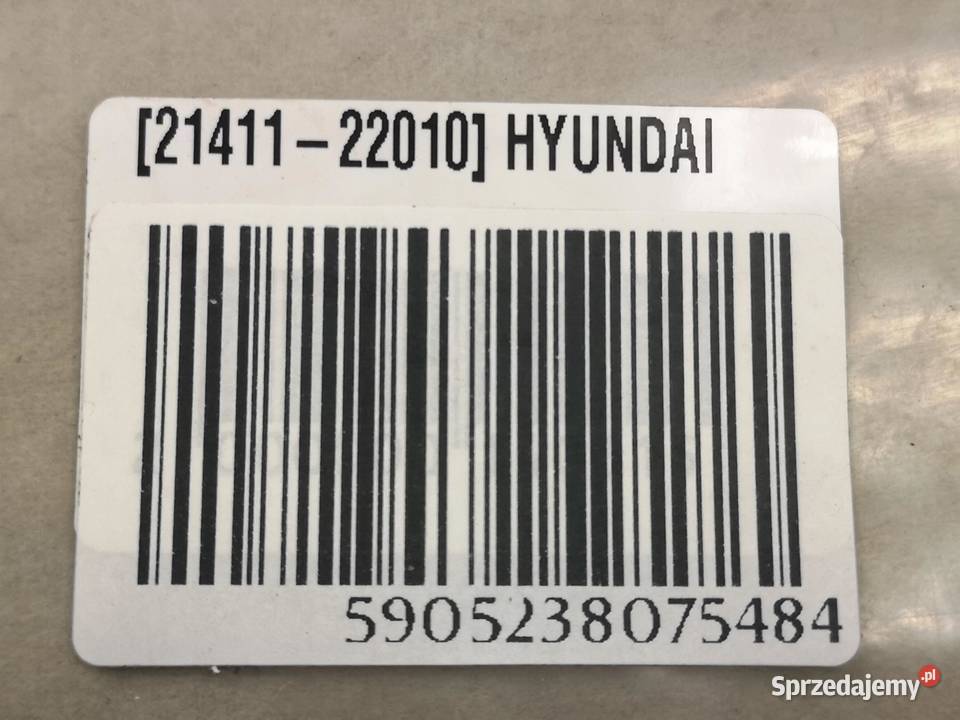 [21411-22010] HYUNDAI
5905238075484
Sprzedajemy.pl